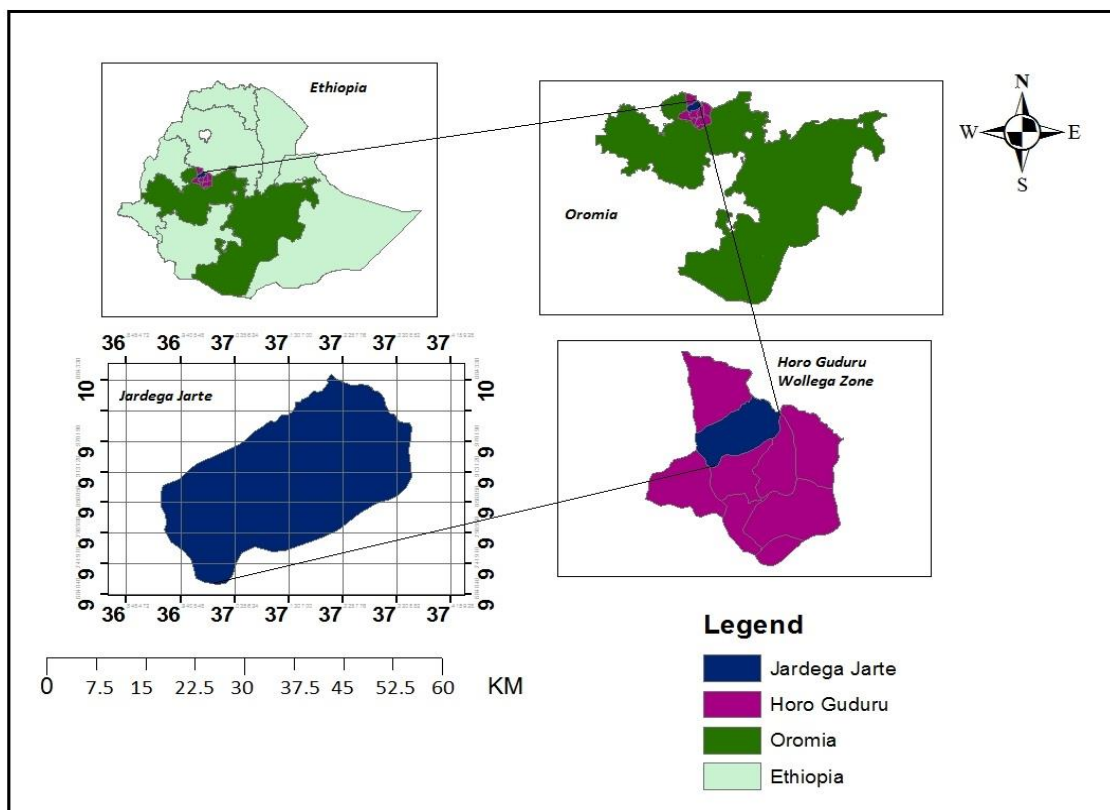 Ethiopia
Oromia
N
W E
S
Jardega Jarte
36 36 37 37 37 37 37
10 10
9 9
9 9
9 9
9 9
9 9
9 9
36 36 37 37 37 37 37
Horo Guduru
Wollega Zone
0 7.5 15 22.5 30 37.5 45 52.5 60 KM
Legend
Jardega Jarte
Horo Guduru
Oromia
Ethiopia